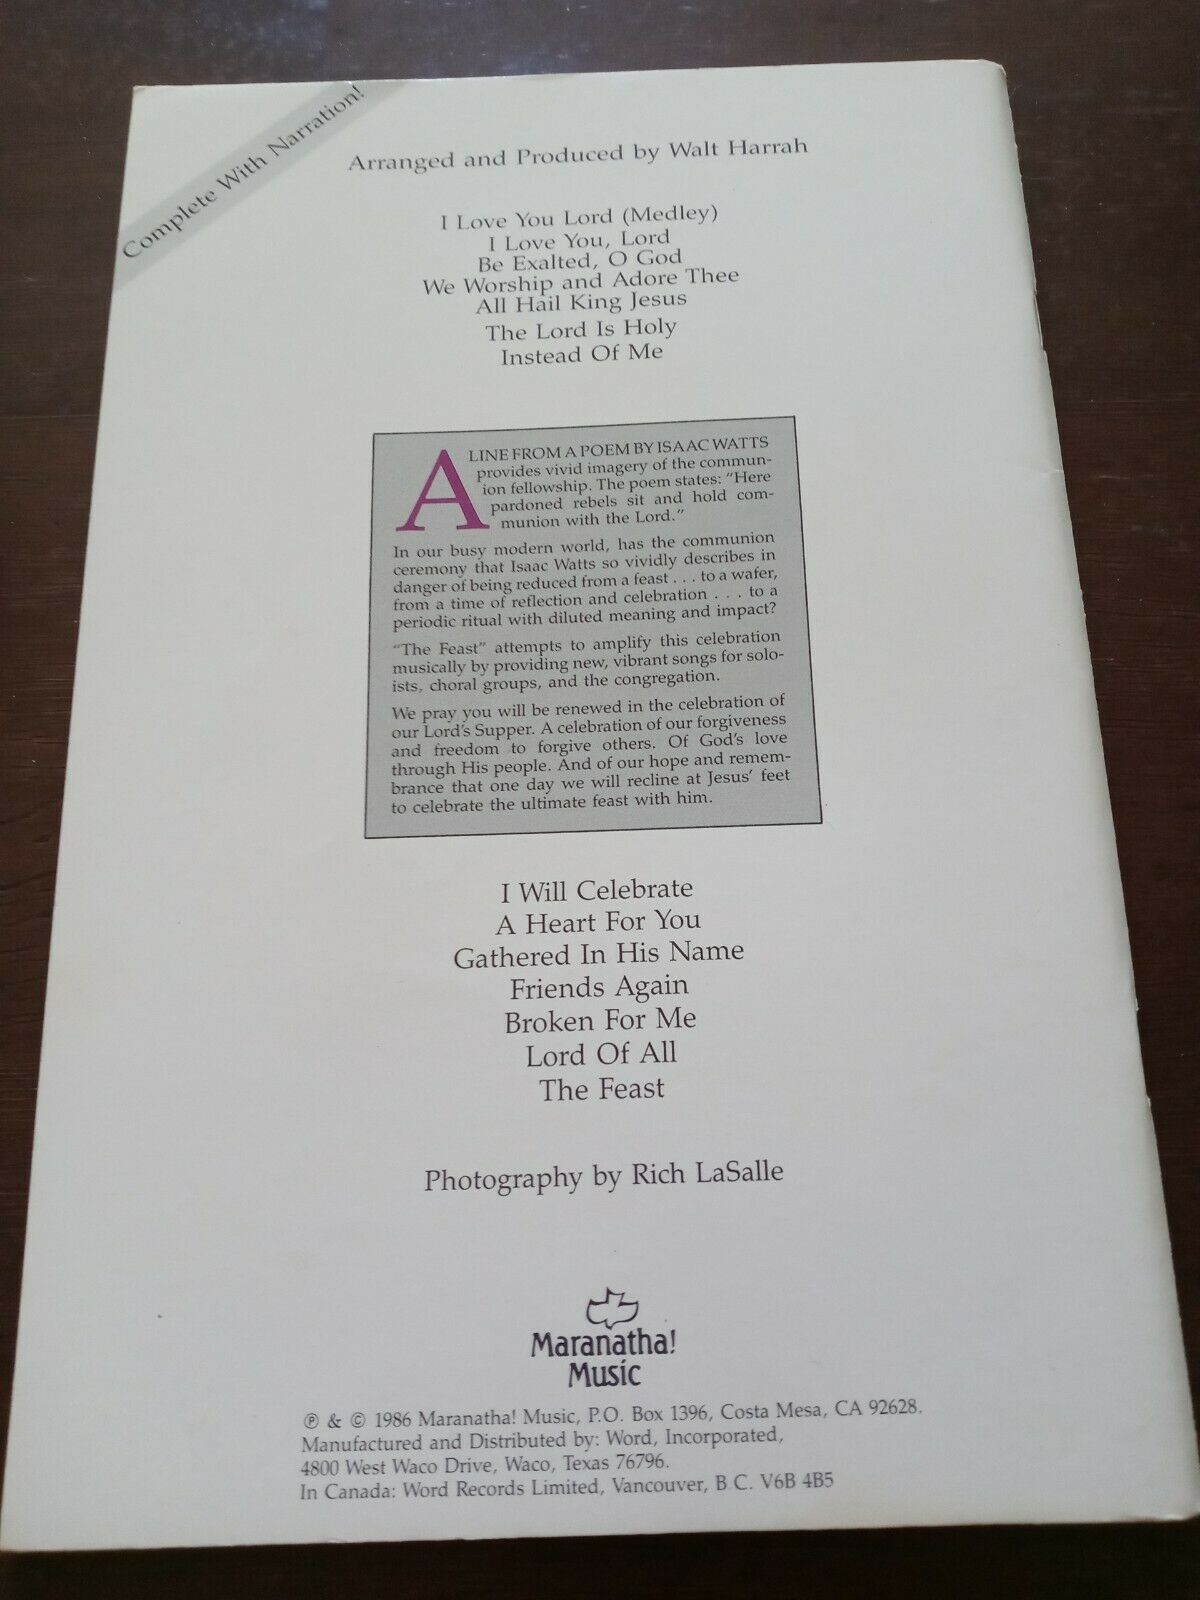 Complete With Narration!
Arranged and Produced by Walt Harrah
I Love You Lord (Medley)
I Love You, Lord
Be Exalted, O God
We Worship and Adore Thee
All Hail King Jesus
The Lord Is Holy
Instead Of Me
A LINE FROM A POEM BY ISAAC WATTS
provides vivid imagery of the commun-
ion fellowship. The poem states: "Here
pardoned rebels sit and hold com-
munion with the Lord."
In our busy modern world, has the communion
ceremony that Isaac Watts so vividly describes in
danger of being reduced from a feast . . . to a wafer,
from a time of reflection and celebration . . . to a
periodic ritual with diluted meaning and impact?
"The Feast" attempts to amplify this celebration
musically by providing new, vibrant songs for solo-
ists, choral groups, and the congregation.
We pray you will be renewed in the celebration of
our Lord's Supper. A celebration of our forgiveness
and freedom to forgive others. Of God's love
through His people. And of our hope and remem-
brance that one day we will recline at Jesus' feet
to celebrate the ultimate feast with him.
I Will Celebrate
A Heart For You
Gathered In His Name
Friends Again
Broken For Me
Lord Of All
The Feast
Photography by Rich LaSalle
Maranatha!
Music
℗ & © 1986 Maranatha! Music, P.O. Box 1396, Costa Mesa, CA 92628.
Manufactured and Distributed by: Word, Incorporated,
4800 West Waco Drive, Waco, Texas 76796.
In Canada: Word Records Limited, Vancouver, B.C. V6B 4B5